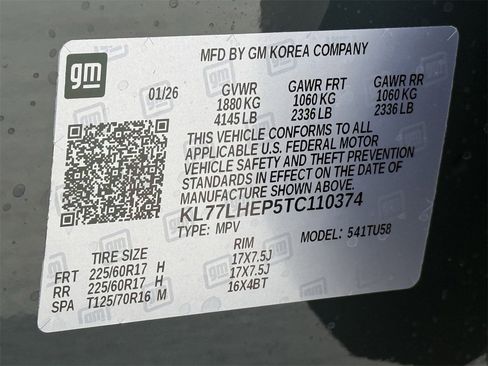 gm
MFD BY GM KOREA COMPANY
01/26 GVWR GAWR FRT GAWR RR
1880 KG 1060 KG 1060 KG
4145 LB 2336 LB 2336 LB
THIS VEHICLE CONFORMS TO ALL
APPLICABLE U.S. FEDERAL MOTOR
VEHICLE SAFETY AND THEFT PREVENTION
STANDARDS IN EFFECT ON THE DATE OF
MANUFACTURE SHOWN ABOVE.
KL77LHEP5TC110374
TYPE: MPV MODEL: 541TU58
TIRE SIZE RIM
FRT 225/60R17 H 17X7.5J
RR 225/60R17 H 17X7.5J
SPA T125/70R16 M 16X4BT